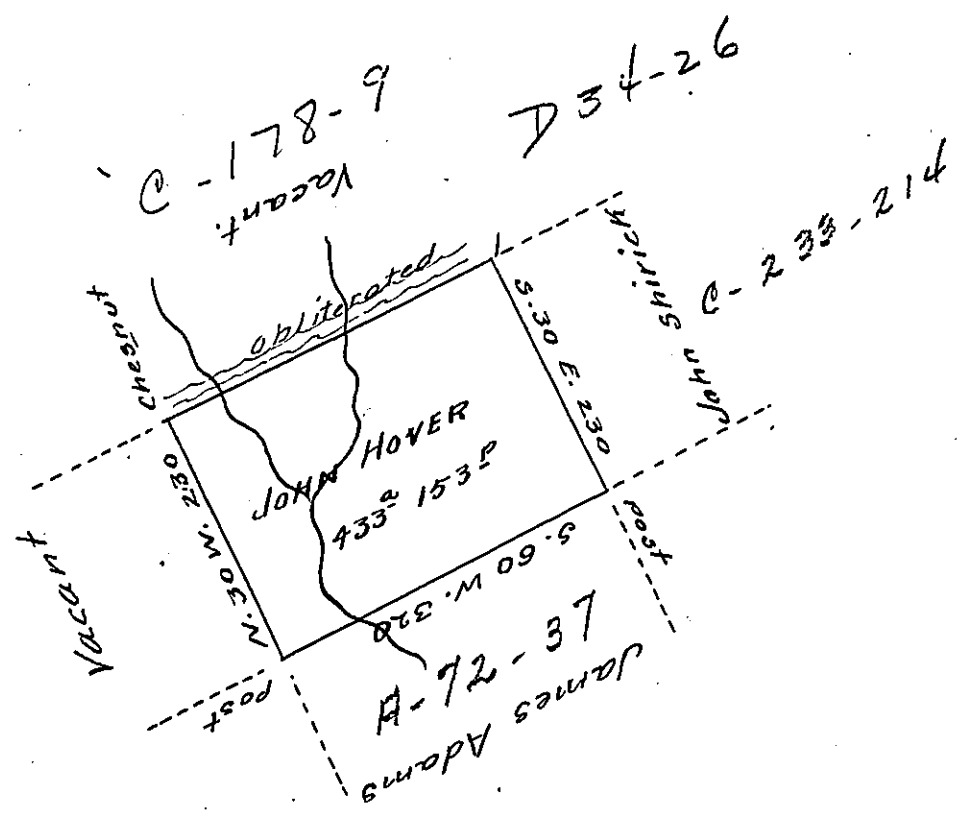 C-178-9
D34-26
Vacant.
C-233-214
John Shirich
Chesnut
obliterated
S. 30 E. 230
JOHN HOVER
433a 153p
N. 30 W. 230
S. 60 W. 320
Vacant
Post
Post
A-72-37
James Adams